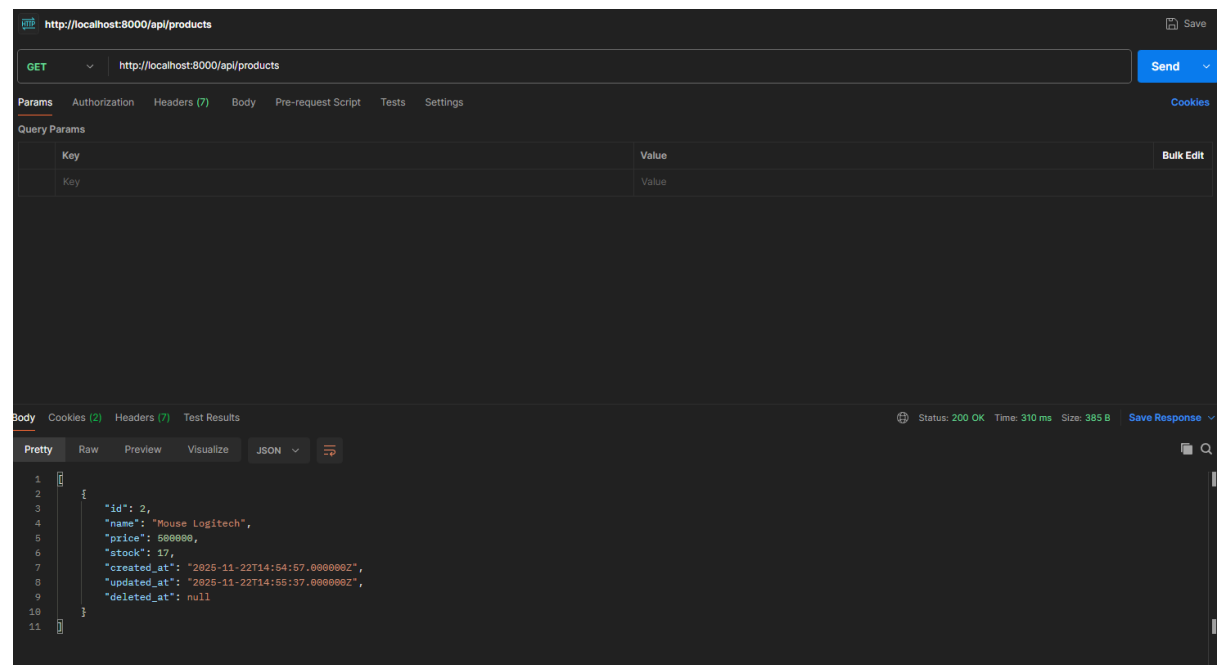 HTTP http://localhost:8000/api/products Save
GET http://localhost:8000/api/products Send
Params Authorization Headers (7) Body Pre-request Script Tests Settings Cookies
Query Params
Key Value Bulk Edit
Key Value
Body Cookies (2) Headers (7) Test Results Status: 200 OK Time: 310 ms Size: 385 B Save Response
Pretty Raw Preview Visualize JSON
1 [
2 {
3 "id": 2,
4 "name": "Mouse Logitech",
5 "price": 500000,
6 "stock": 17,
7 "created_at": "2025-11-22T14:54:57.000000Z",
8 "updated_at": "2025-11-22T14:55:37.000000Z",
9 "deleted_at": null
10 }
11 ]